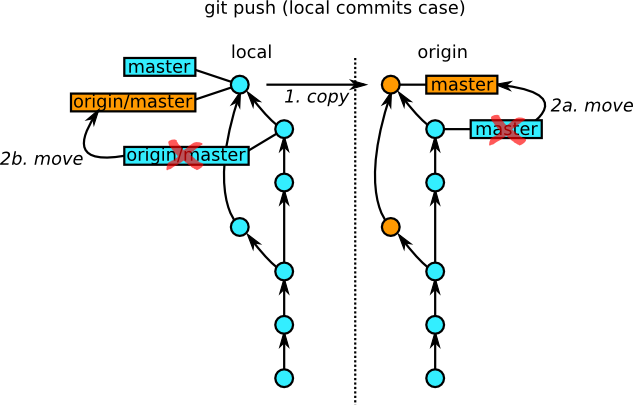 git push (local commits case)
local
origin
master
origin/master
1. copy
master
2a. move
master
origin/master
2b. move